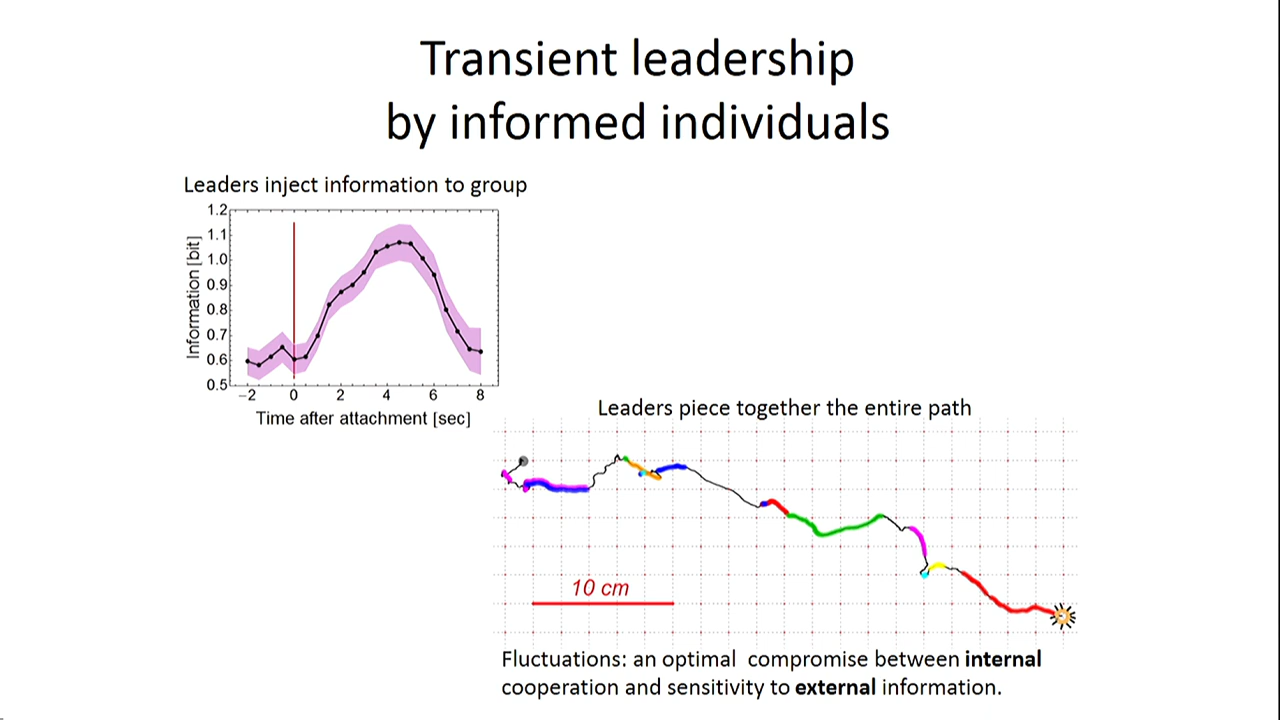 Transient leadership
by informed individuals
Leaders inject information to group
1.2
1.1
1.0
0.9
0.8
0.7
0.6
0.5
Information [bit]
−2 0 2 4 6 8
Time after attachment [sec]
Leaders piece together the entire path
10 cm
Fluctuations: an optimal compromise between internal
cooperation and sensitivity to external information.